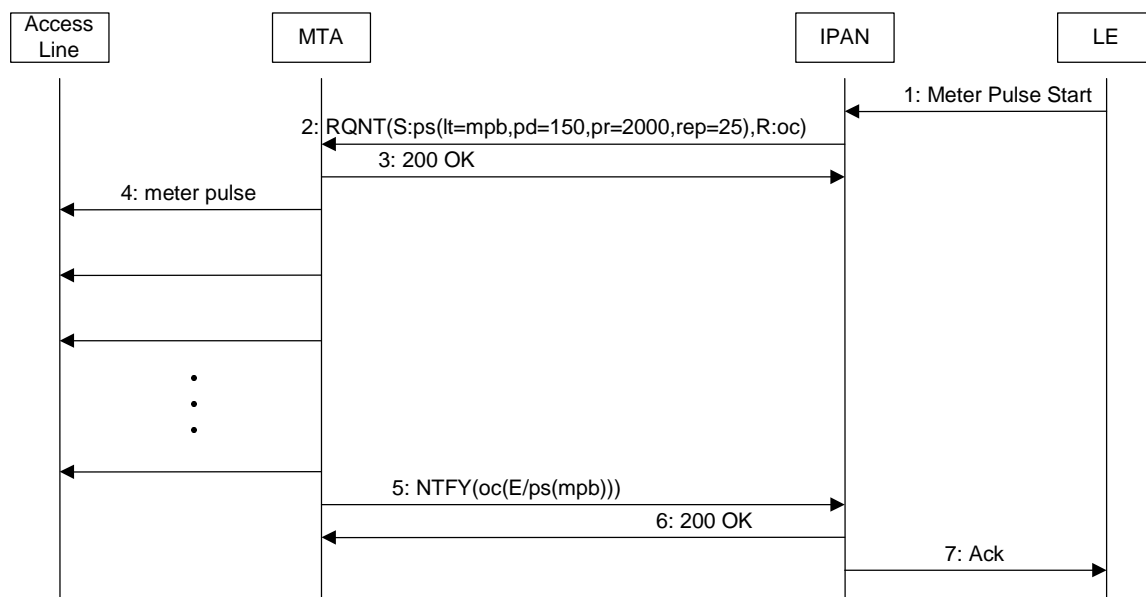 Access
Line
MTA
IPAN
LE
1: Meter Pulse Start
2: RQNT(S:ps(lt=mpb,pd=150,pr=2000,rep=25),R:oc)
3: 200 OK
4: meter pulse
5: NTFY(oc(E/ps(mpb)))
6: 200 OK
7: Ack